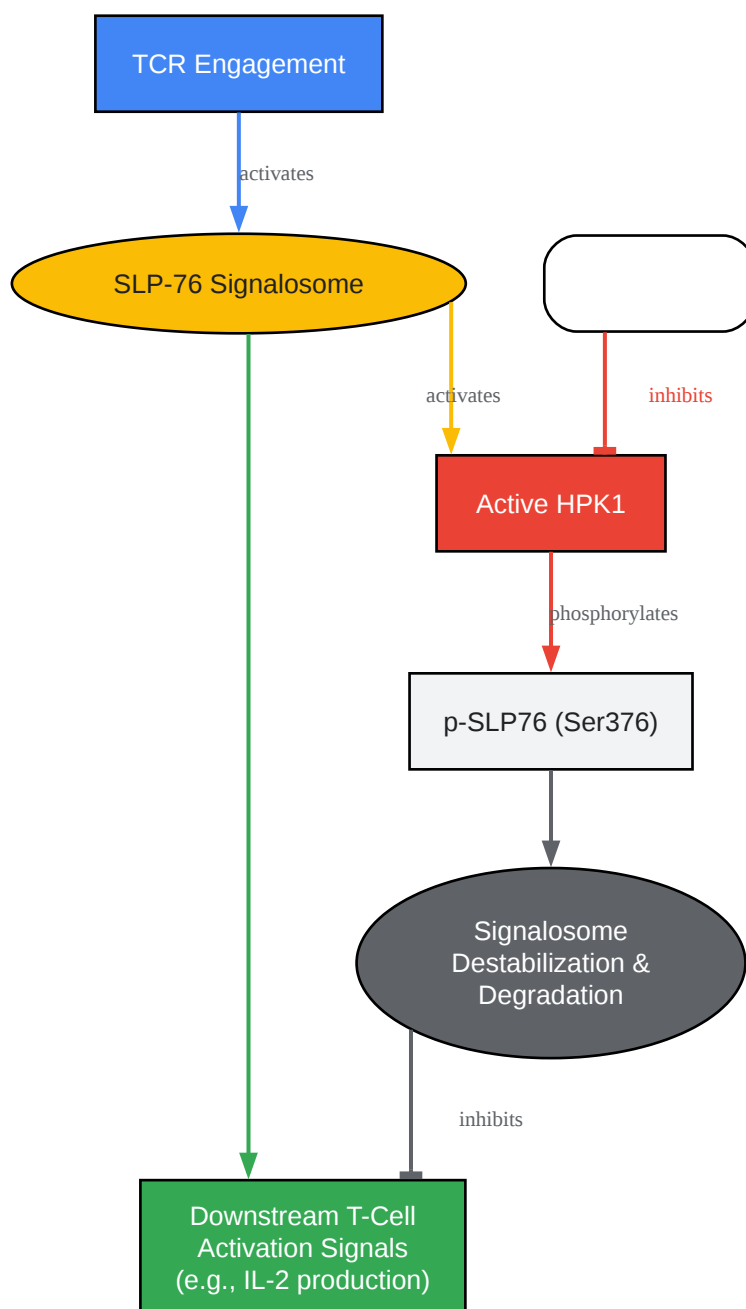 TCR Engagement
activates
SLP-76 Signalosome
activates
inhibits
Active HPK1
phosphorylates
p-SLP76 (Ser376)
Signalosome
Destabilization &
Degradation
inhibits
Downstream T-Cell
Activation Signals
(e.g., IL-2 production)